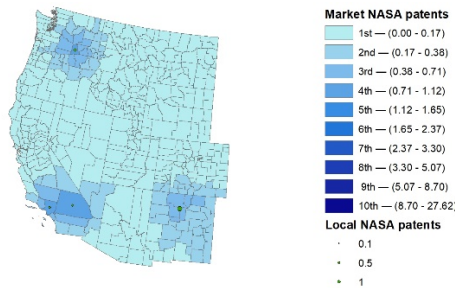 Market NASA patents
1st — (0.00 - 0.17)
2nd — (0.17 - 0.38)
3rd — (0.38 - 0.71)
4th — (0.71 - 1.12)
5th — (1.12 - 1.65)
6th — (1.65 - 2.37)
7th — (2.37 - 3.30)
8th — (3.30 - 5.07)
9th — (5.07 - 8.70)
10th — (8.70 - 27.62)
Local NASA patents
0.1
0.5
1